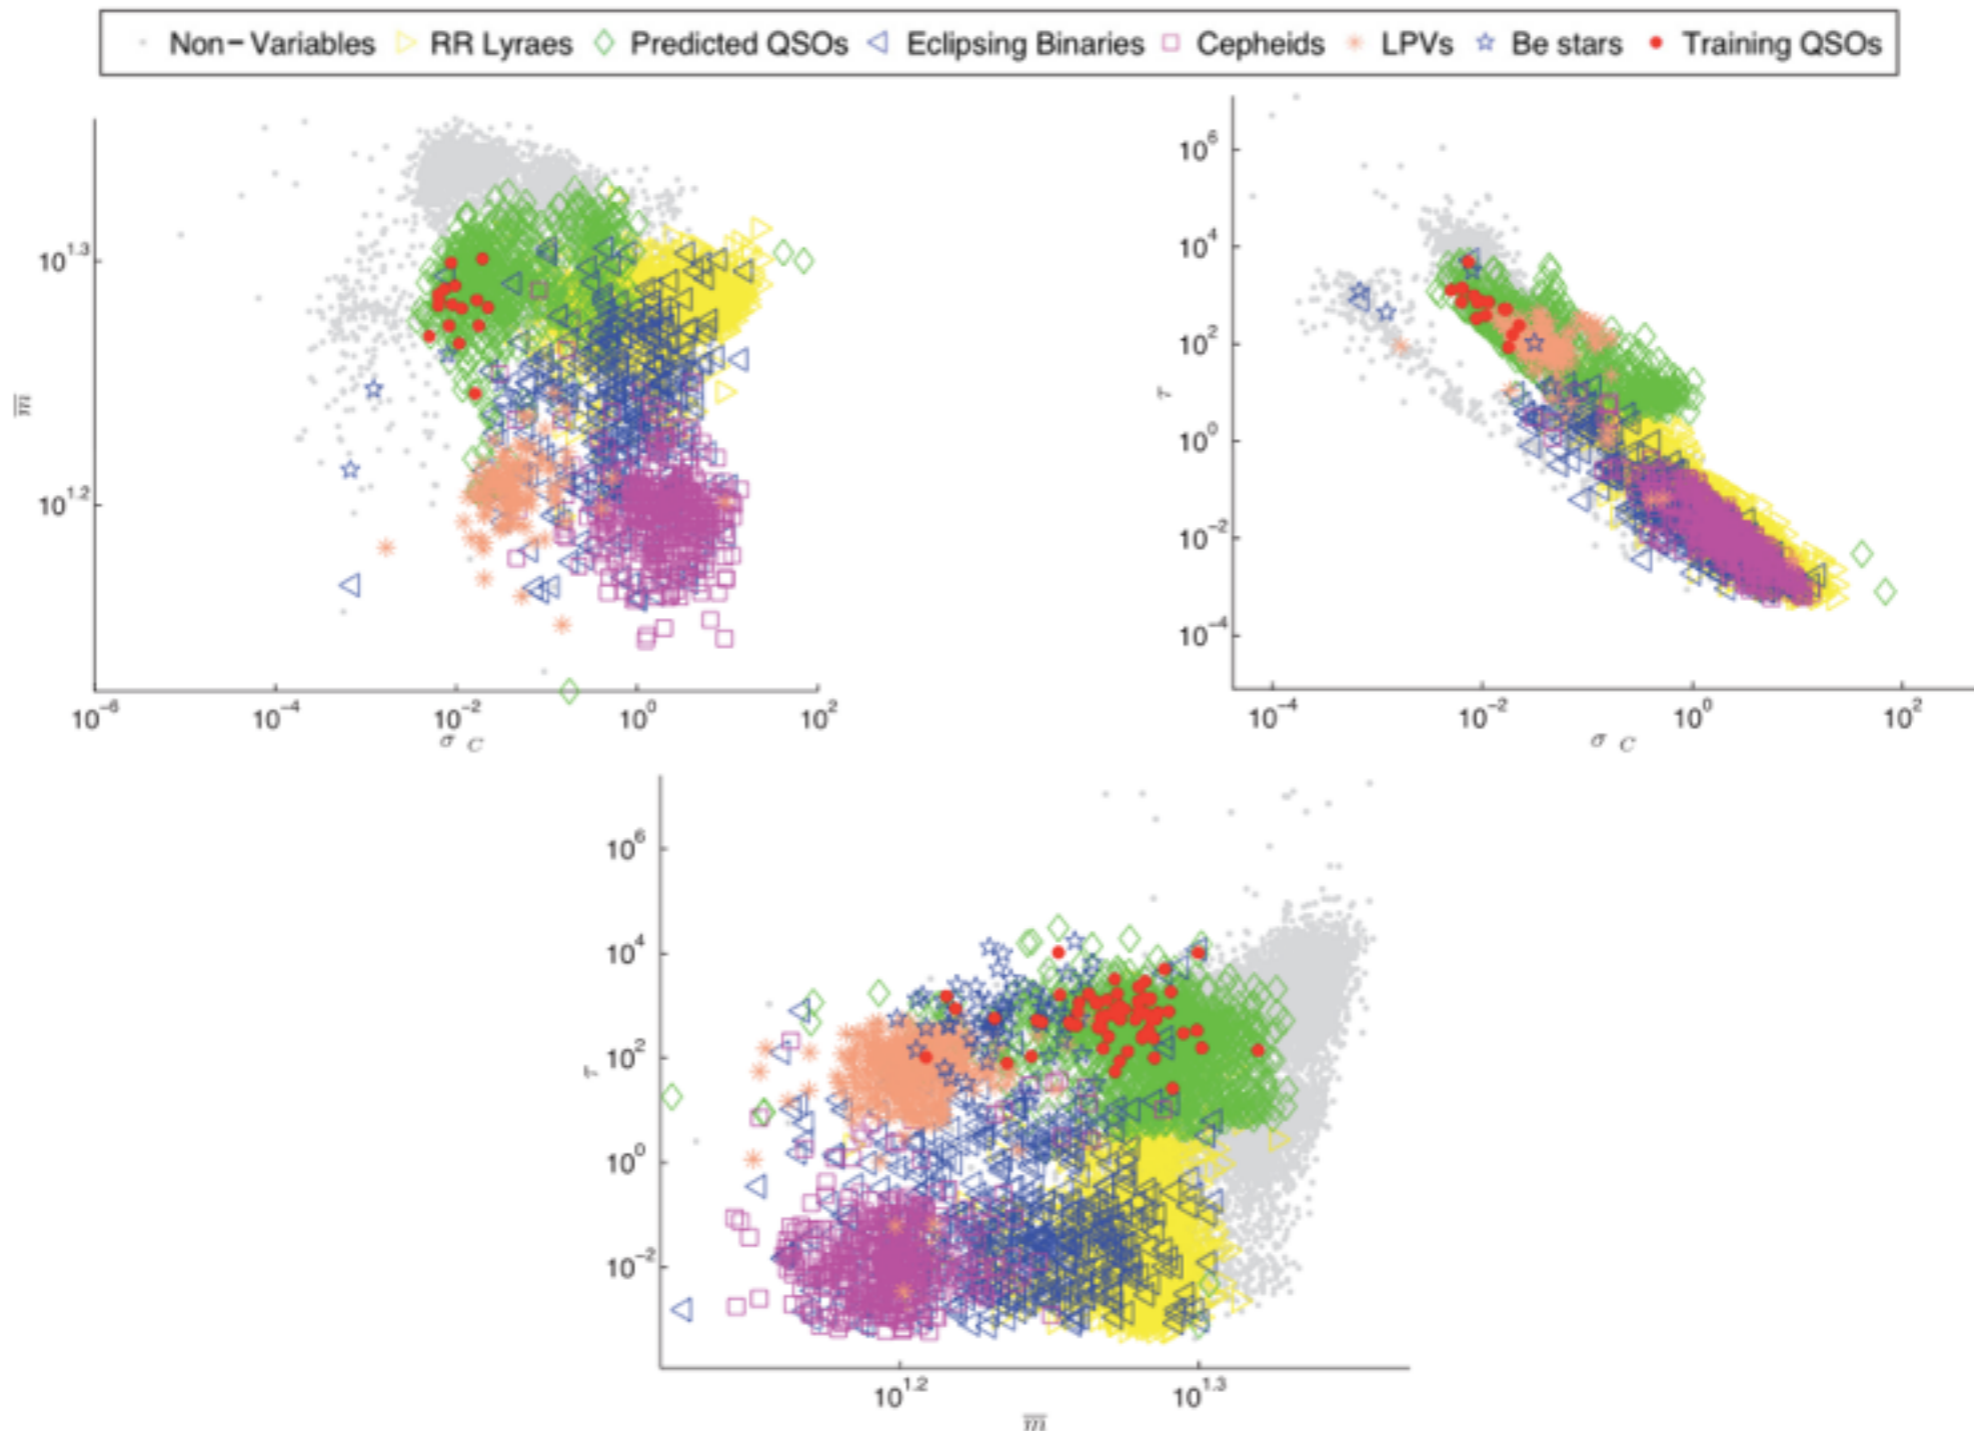 Non-Variables RR Lyraes Predicted QSOs Eclipsing Binaries Cepheids LPVs Be stars Training QSOs
10^1.3
m̅
10^1.2
10^-6 10^-4 10^-2 10^0 10^2
σ C
10^6
10^4
10^2
τ
10^0
10^-2
10^-4
10^-4 10^-2 10^0 10^2
σ C
10^6
10^4
10^2
τ
10^0
10^-2
10^1.2 10^1.3
m̅